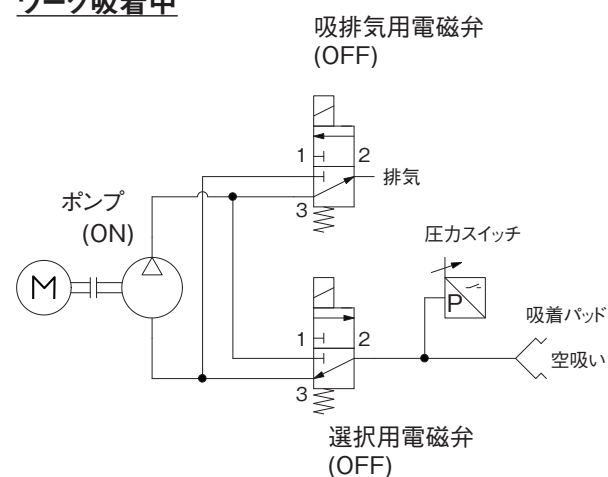 ワーク吸着中
吸排気用電磁弁
(OFF)
1
2
排気
3
ポンプ
(ON)
M
圧力スイッチ
P
1
2
吸着パッド
空吸い
3
選択用電磁弁
(OFF)